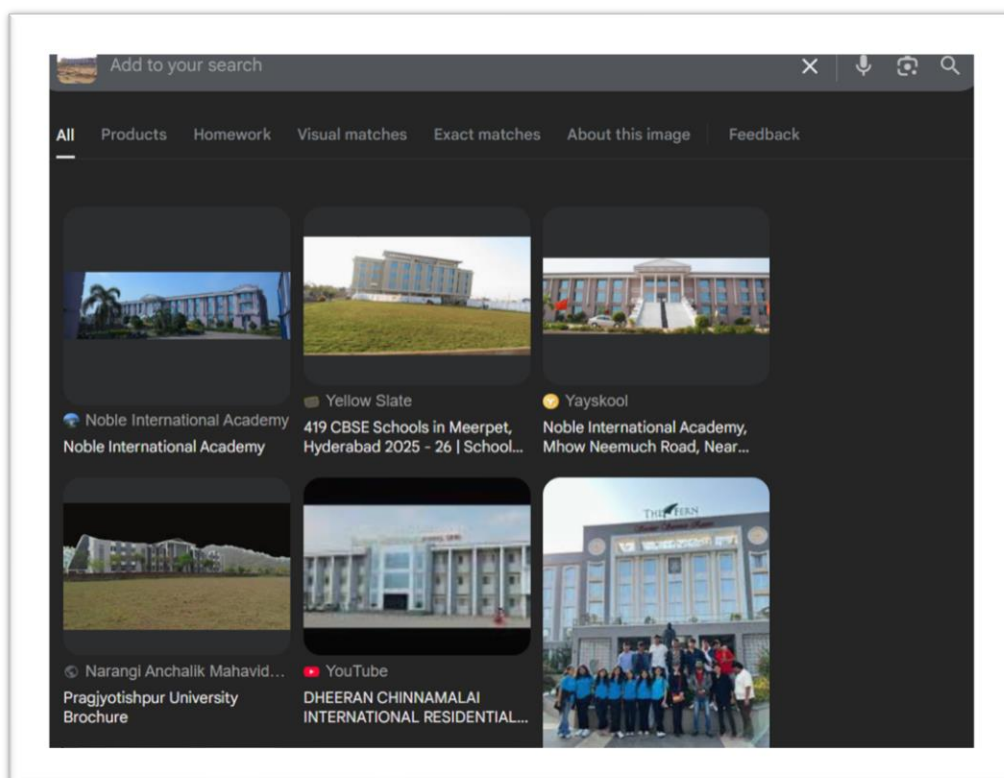 Add to your search
All Products Homework Visual matches Exact matches About this image Feedback
Noble International Academy
Noble International Academy
Yellow Slate
419 CBSE Schools in Meerpet,
Hyderabad 2025 - 26 | School...
Yayskool
Noble International Academy,
Mhow Neemuch Road, Near...
THE FERN
Narangi Anchalik Mahavid...
Pragjyotishpur University
Brochure
YouTube
DHEERAN CHINNAMALAI
INTERNATIONAL RESIDENTIAL...